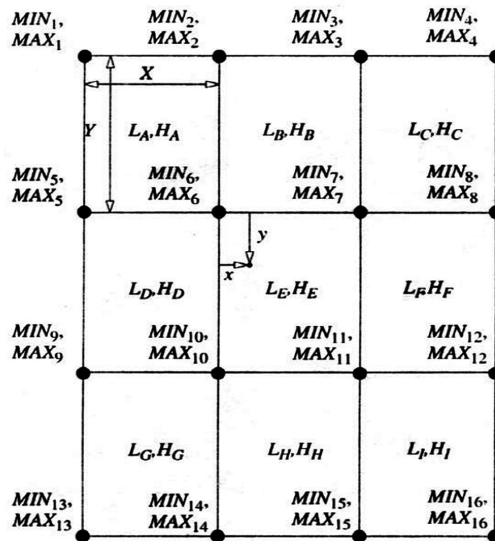 MIN1, MIN2, MIN3, MIN4,
MAX1 MAX2 MAX3 MAX4
X
Y LA,HA LB,HB LC,HC
MIN5, MIN6, MIN7, MIN8,
MAX5 MAX6 MAX7 MAX8
y
x
LD,HD LE,HE LF,HF
MIN9, MIN10, MIN11, MIN12,
MAX9 MAX10 MAX11 MAX12
LG,HG LH,HH LI,HI
MIN13, MIN14, MIN15, MIN16,
MAX13 MAX14 MAX15 MAX16